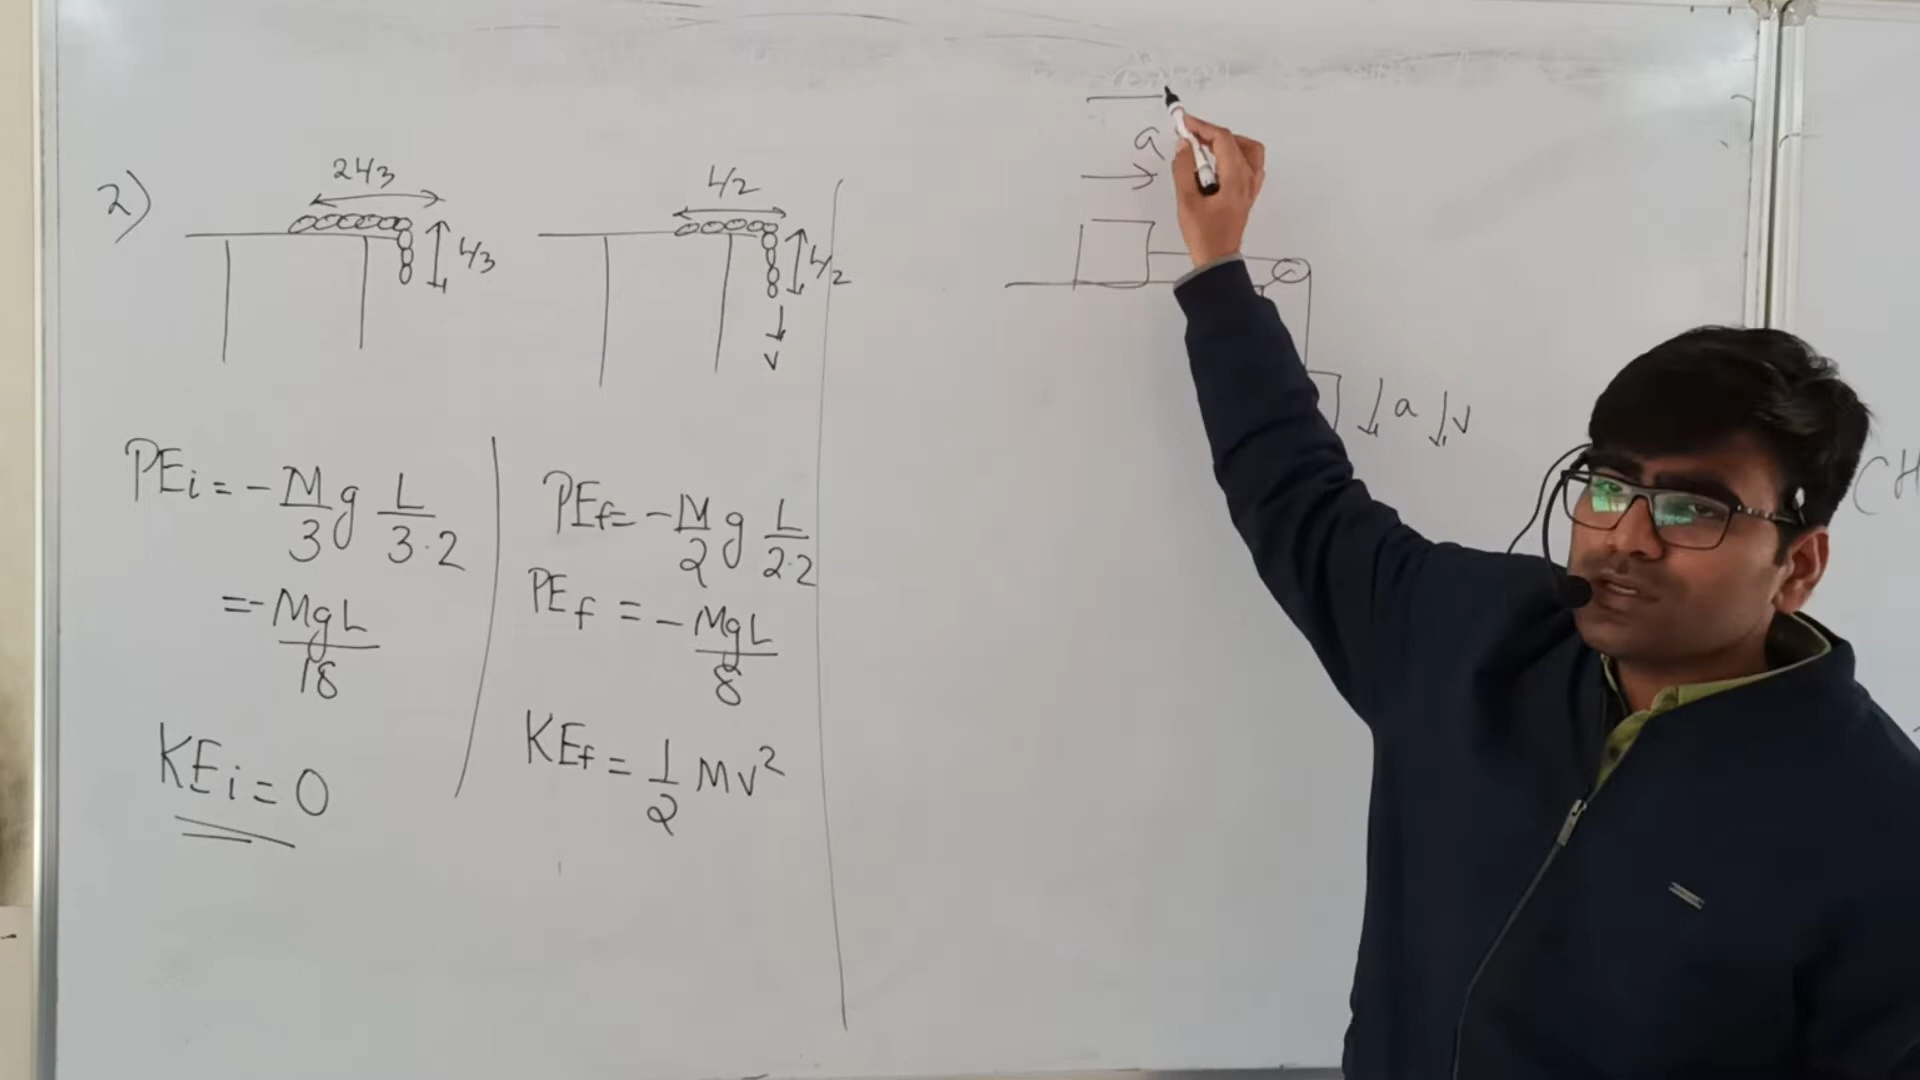 2)
2L/3
L/3
L/2
L/2
v
PEi = - M/3 g L/3·2
= - MgL/18
KEi = 0
PEf = - M/2 g L/2·2
PEf = - MgL/8
KEf = 1/2 Mv²
a
a v
CH